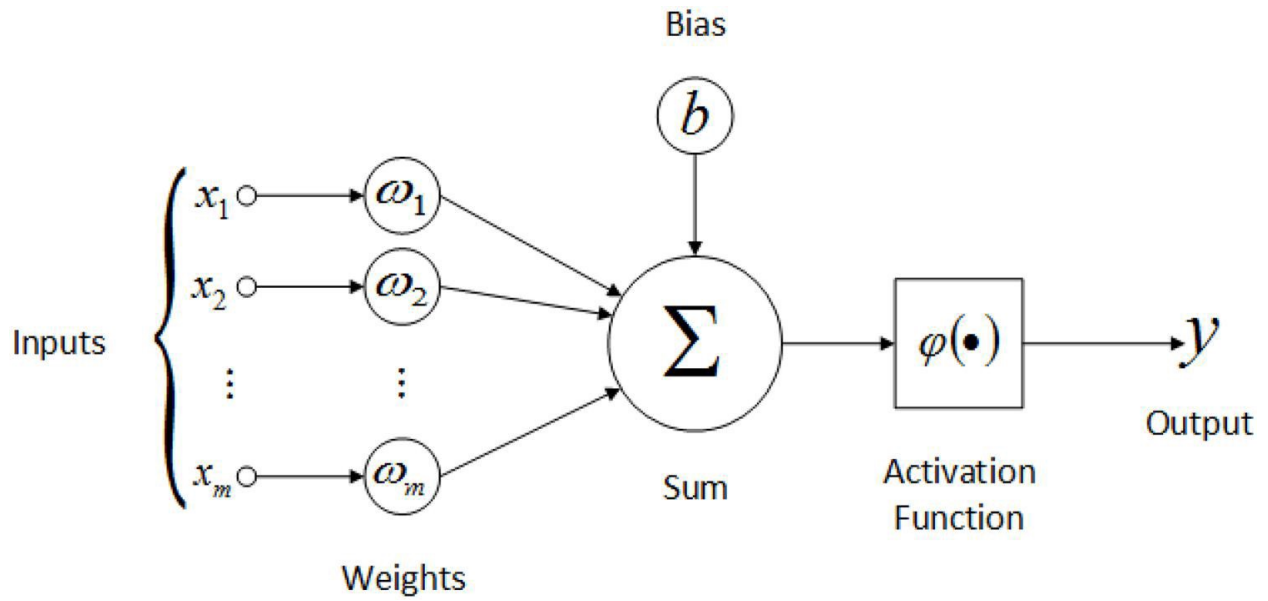 Bias
b
x₁
ω₁
x₂
ω₂
Inputs
Σ
φ(•)
y
⋮
⋮
Output
xₘ
ωₘ
Sum
Activation
Function
Weights